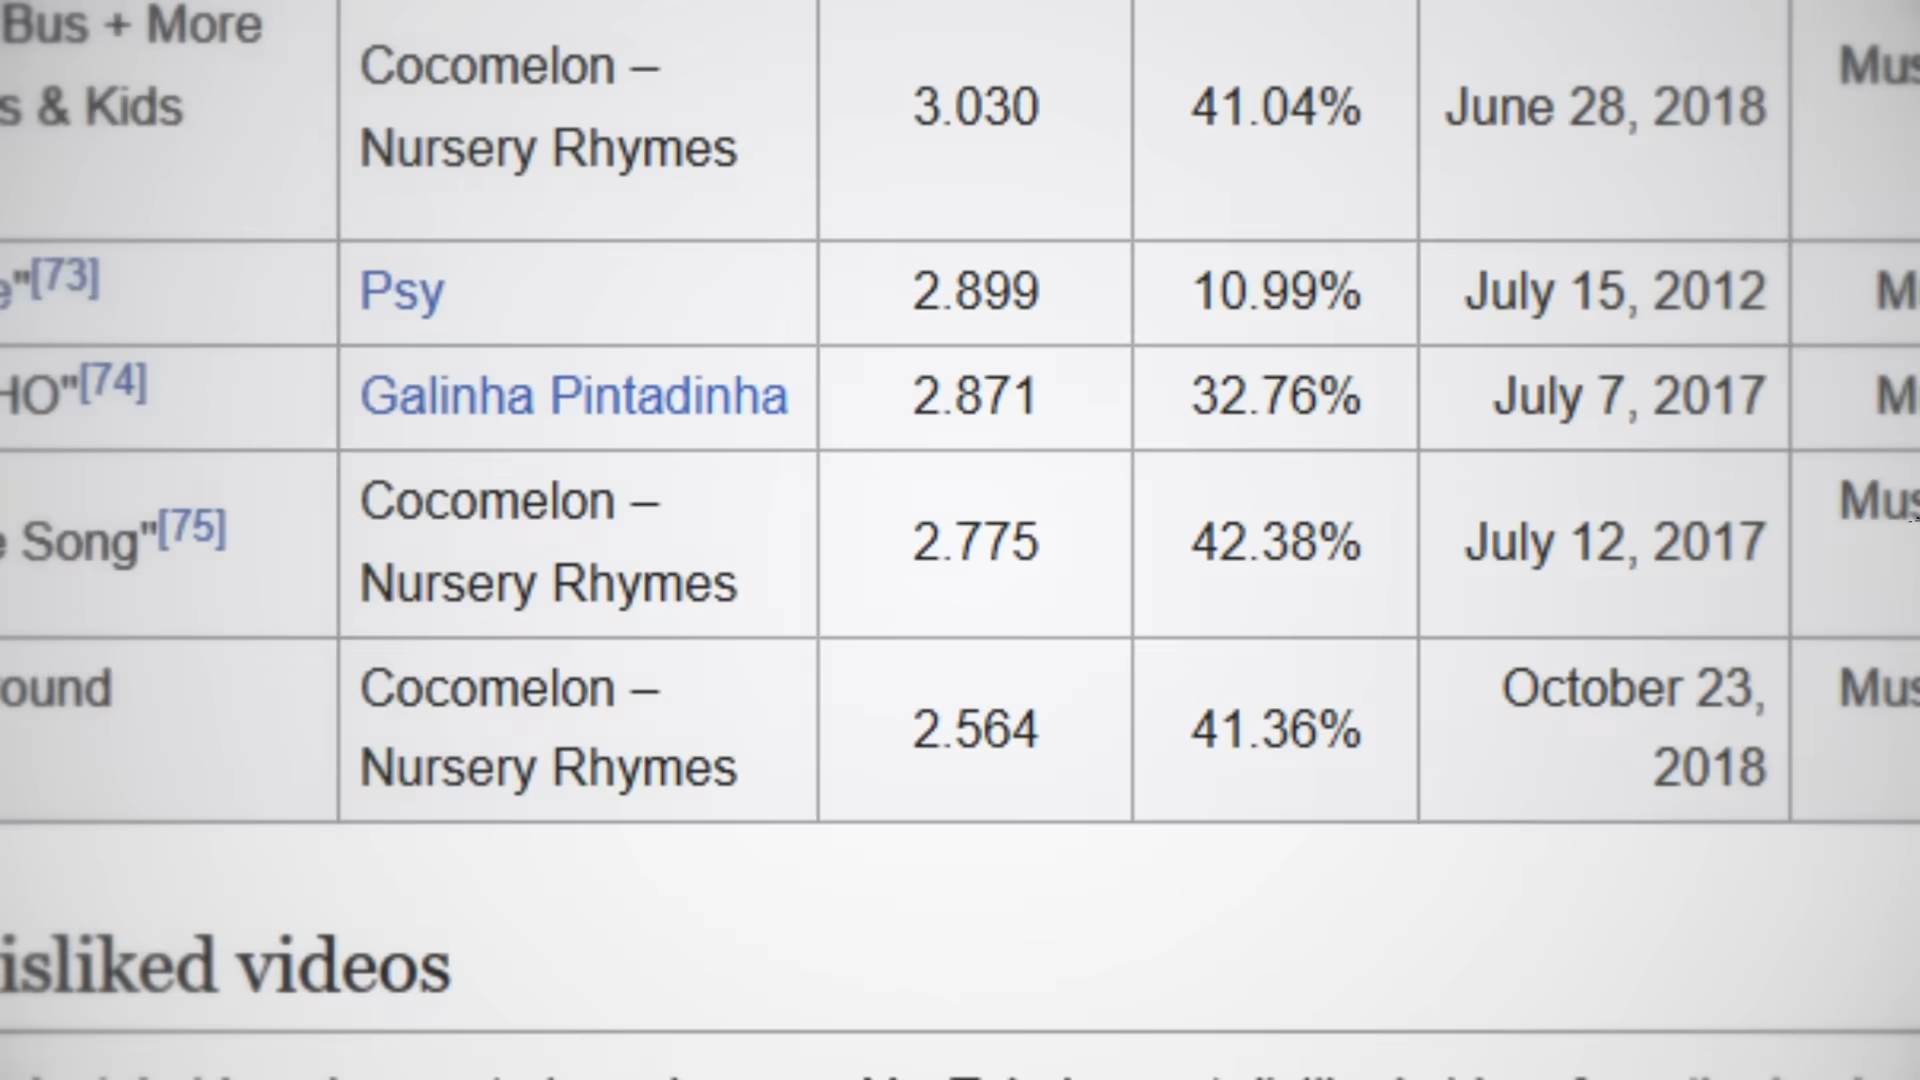 Bus + More
s & Kids
Cocomelon –
Nursery Rhymes
3.030
41.04%
June 28, 2018
Mus
e"[73]
Psy
2.899
10.99%
July 15, 2012
M
HO"[74]
Galinha Pintadinha
2.871
32.76%
July 7, 2017
M
e Song"[75]
Cocomelon –
Nursery Rhymes
2.775
42.38%
July 12, 2017
Mus
ound
Cocomelon –
Nursery Rhymes
2.564
41.36%
October 23,
2018
Mus
isliked videos